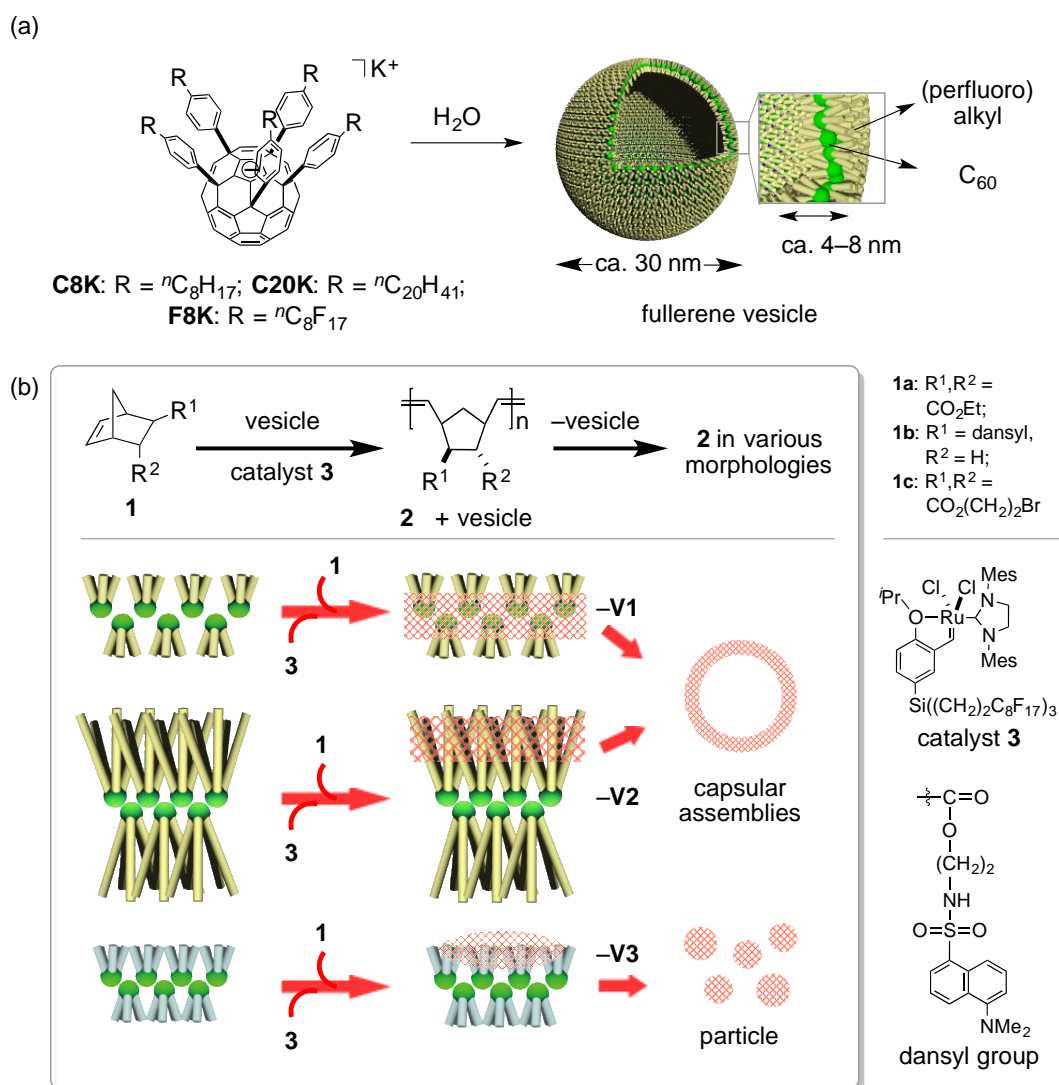 (a)
R
R
R
R
R
⌉K⁺
−
H₂O
(perfluoro)
alkyl
C₆₀
ca. 4–8 nm
ca. 30 nm
fullerene vesicle
C8K: R = ⁿC₈H₁₇; C20K: R = ⁿC₂₀H₄₁;
F8K: R = ⁿC₈F₁₇
(b)
R¹
R²
1
vesicle
catalyst 3
n
R¹
R²
2 + vesicle
–vesicle
2 in various
morphologies
1
3
–V1
1
3
–V2
capsular
assemblies
1
3
–V3
particle
1a: R¹,R² =
CO₂Et;
1b: R¹ = dansyl,
R² = H;
1c: R¹,R² =
CO₂(CH₂)₂Br
Mes
Cl
Cl
ⁱPr
N
O
Ru
N
Mes
Si((CH₂)₂C₈F₁₇)₃
catalyst 3
C=O
O
(CH₂)₂
NH
O=S=O
NMe₂
dansyl group